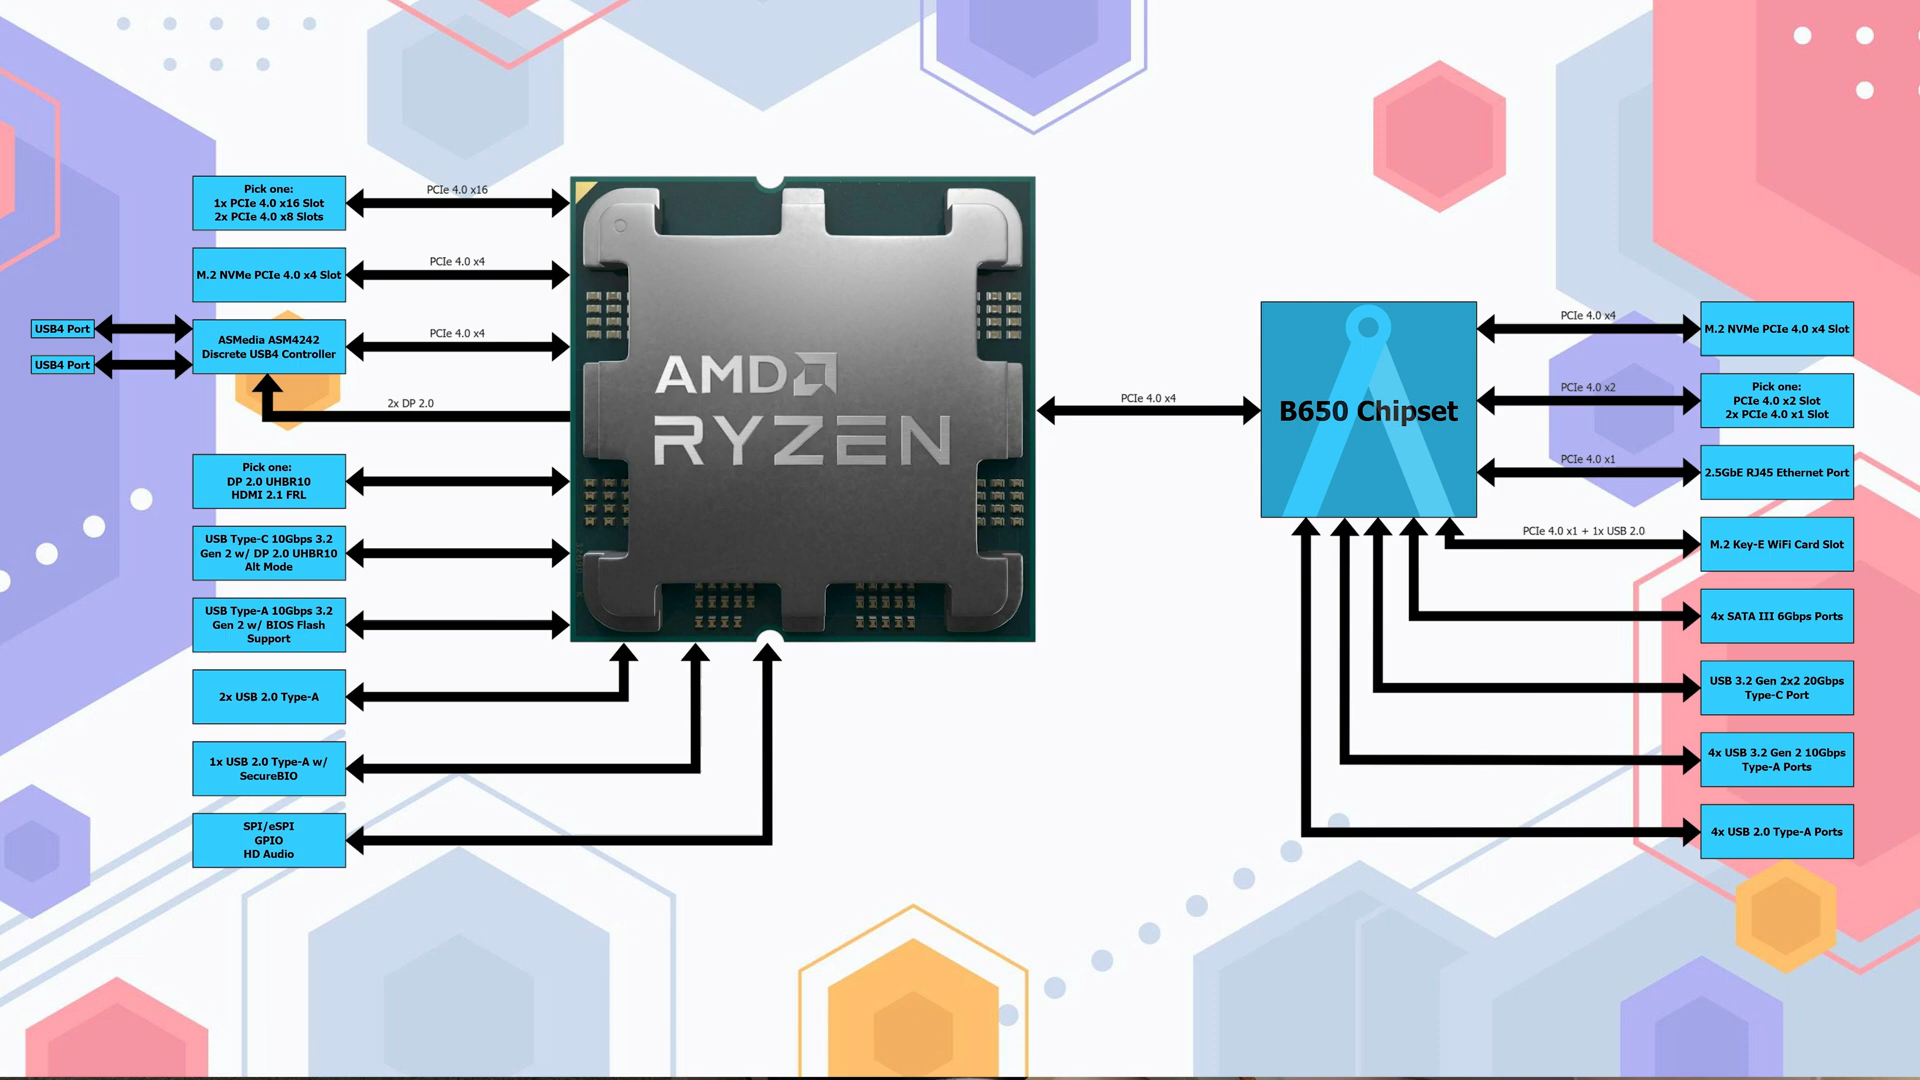 Pick one:
1x PCIe 4.0 x16 Slot
2x PCIe 4.0 x8 Slots
PCIe 4.0 x16
M.2 NVMe PCIe 4.0 x4 Slot
PCIe 4.0 x4
USB4 Port
USB4 Port
ASMedia ASM4242
Discrete USB4 Controller
PCIe 4.0 x4
2x DP 2.0
Pick one:
DP 2.0 UHBR10
HDMI 2.1 FRL
USB Type-C 10Gbps 3.2
Gen 2 w/ DP 2.0 UHBR10
Alt Mode
USB Type-A 10Gbps 3.2
Gen 2 w/ BIOS Flash
Support
2x USB 2.0 Type-A
1x USB 2.0 Type-A w/
SecureBIO
SPI/eSPI
GPIO
HD Audio
AMD
RYZEN
PCIe 4.0 x4
B650 Chipset
PCIe 4.0 x4
M.2 NVMe PCIe 4.0 x4 Slot
PCIe 4.0 x2
Pick one:
PCIe 4.0 x2 Slot
2x PCIe 4.0 x1 Slot
PCIe 4.0 x1
2.5GbE RJ45 Ethernet Port
PCIe 4.0 x1 + 1x USB 2.0
M.2 Key-E WiFi Card Slot
4x SATA III 6Gbps Ports
USB 3.2 Gen 2x2 20Gbps
Type-C Port
4x USB 3.2 Gen 2 10Gbps
Type-A Ports
4x USB 2.0 Type-A Ports